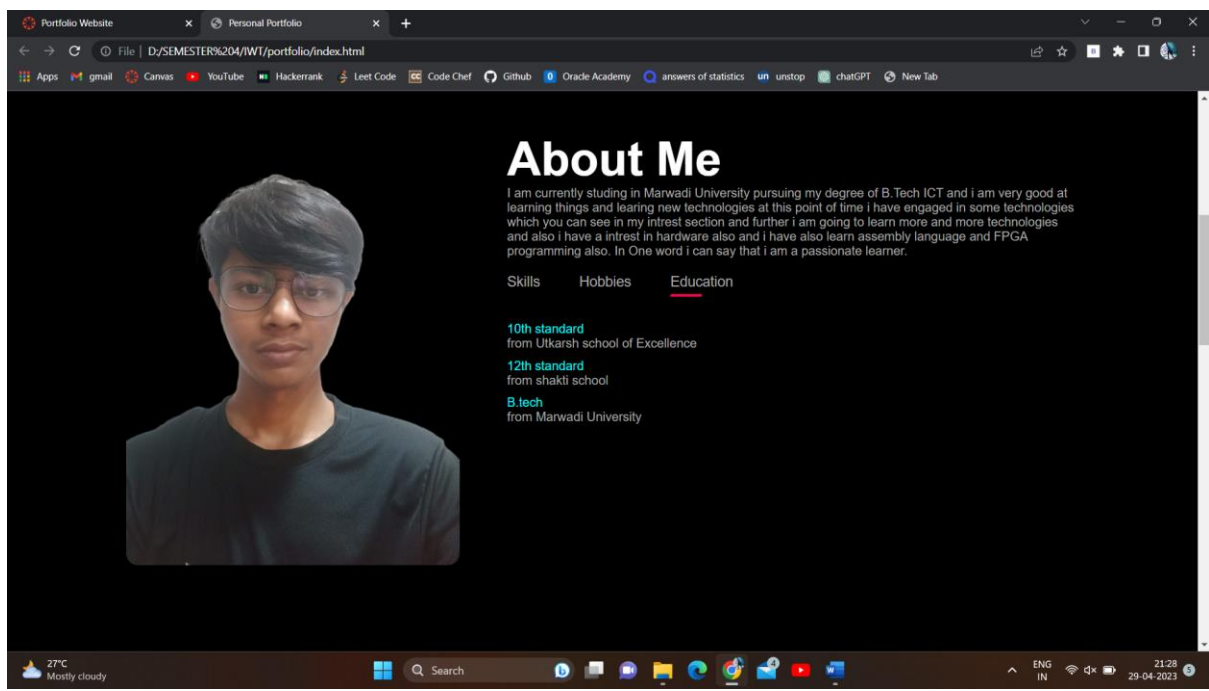 Portfolio Website
Personal Portfolio
File | D:/SEMESTER%204/IWT/portfolio/index.html
Apps gmail Canvas YouTube Hackerrank Leet Code Code Chef Github Oracle Academy answers of statistics unstop chatGPT New Tab
About Me
I am currently studing in Marwadi University pursuing my degree of B.Tech ICT and i am very good at
learning things and learing new technologies at this point of time i have engaged in some technologies
which you can see in my intrest section and further i am going to learn more and more technologies
and also i have a intrest in hardware also and i have also learn assembly language and FPGA
programming also. In One word i can say that i am a passionate learner.
Skills Hobbies Education
10th standard
from Utkarsh school of Excellence
12th standard
from shakti school
B.tech
from Marwadi University
27°C
Mostly cloudy
Search
4
ENG
IN
21:28
29-04-2023
5